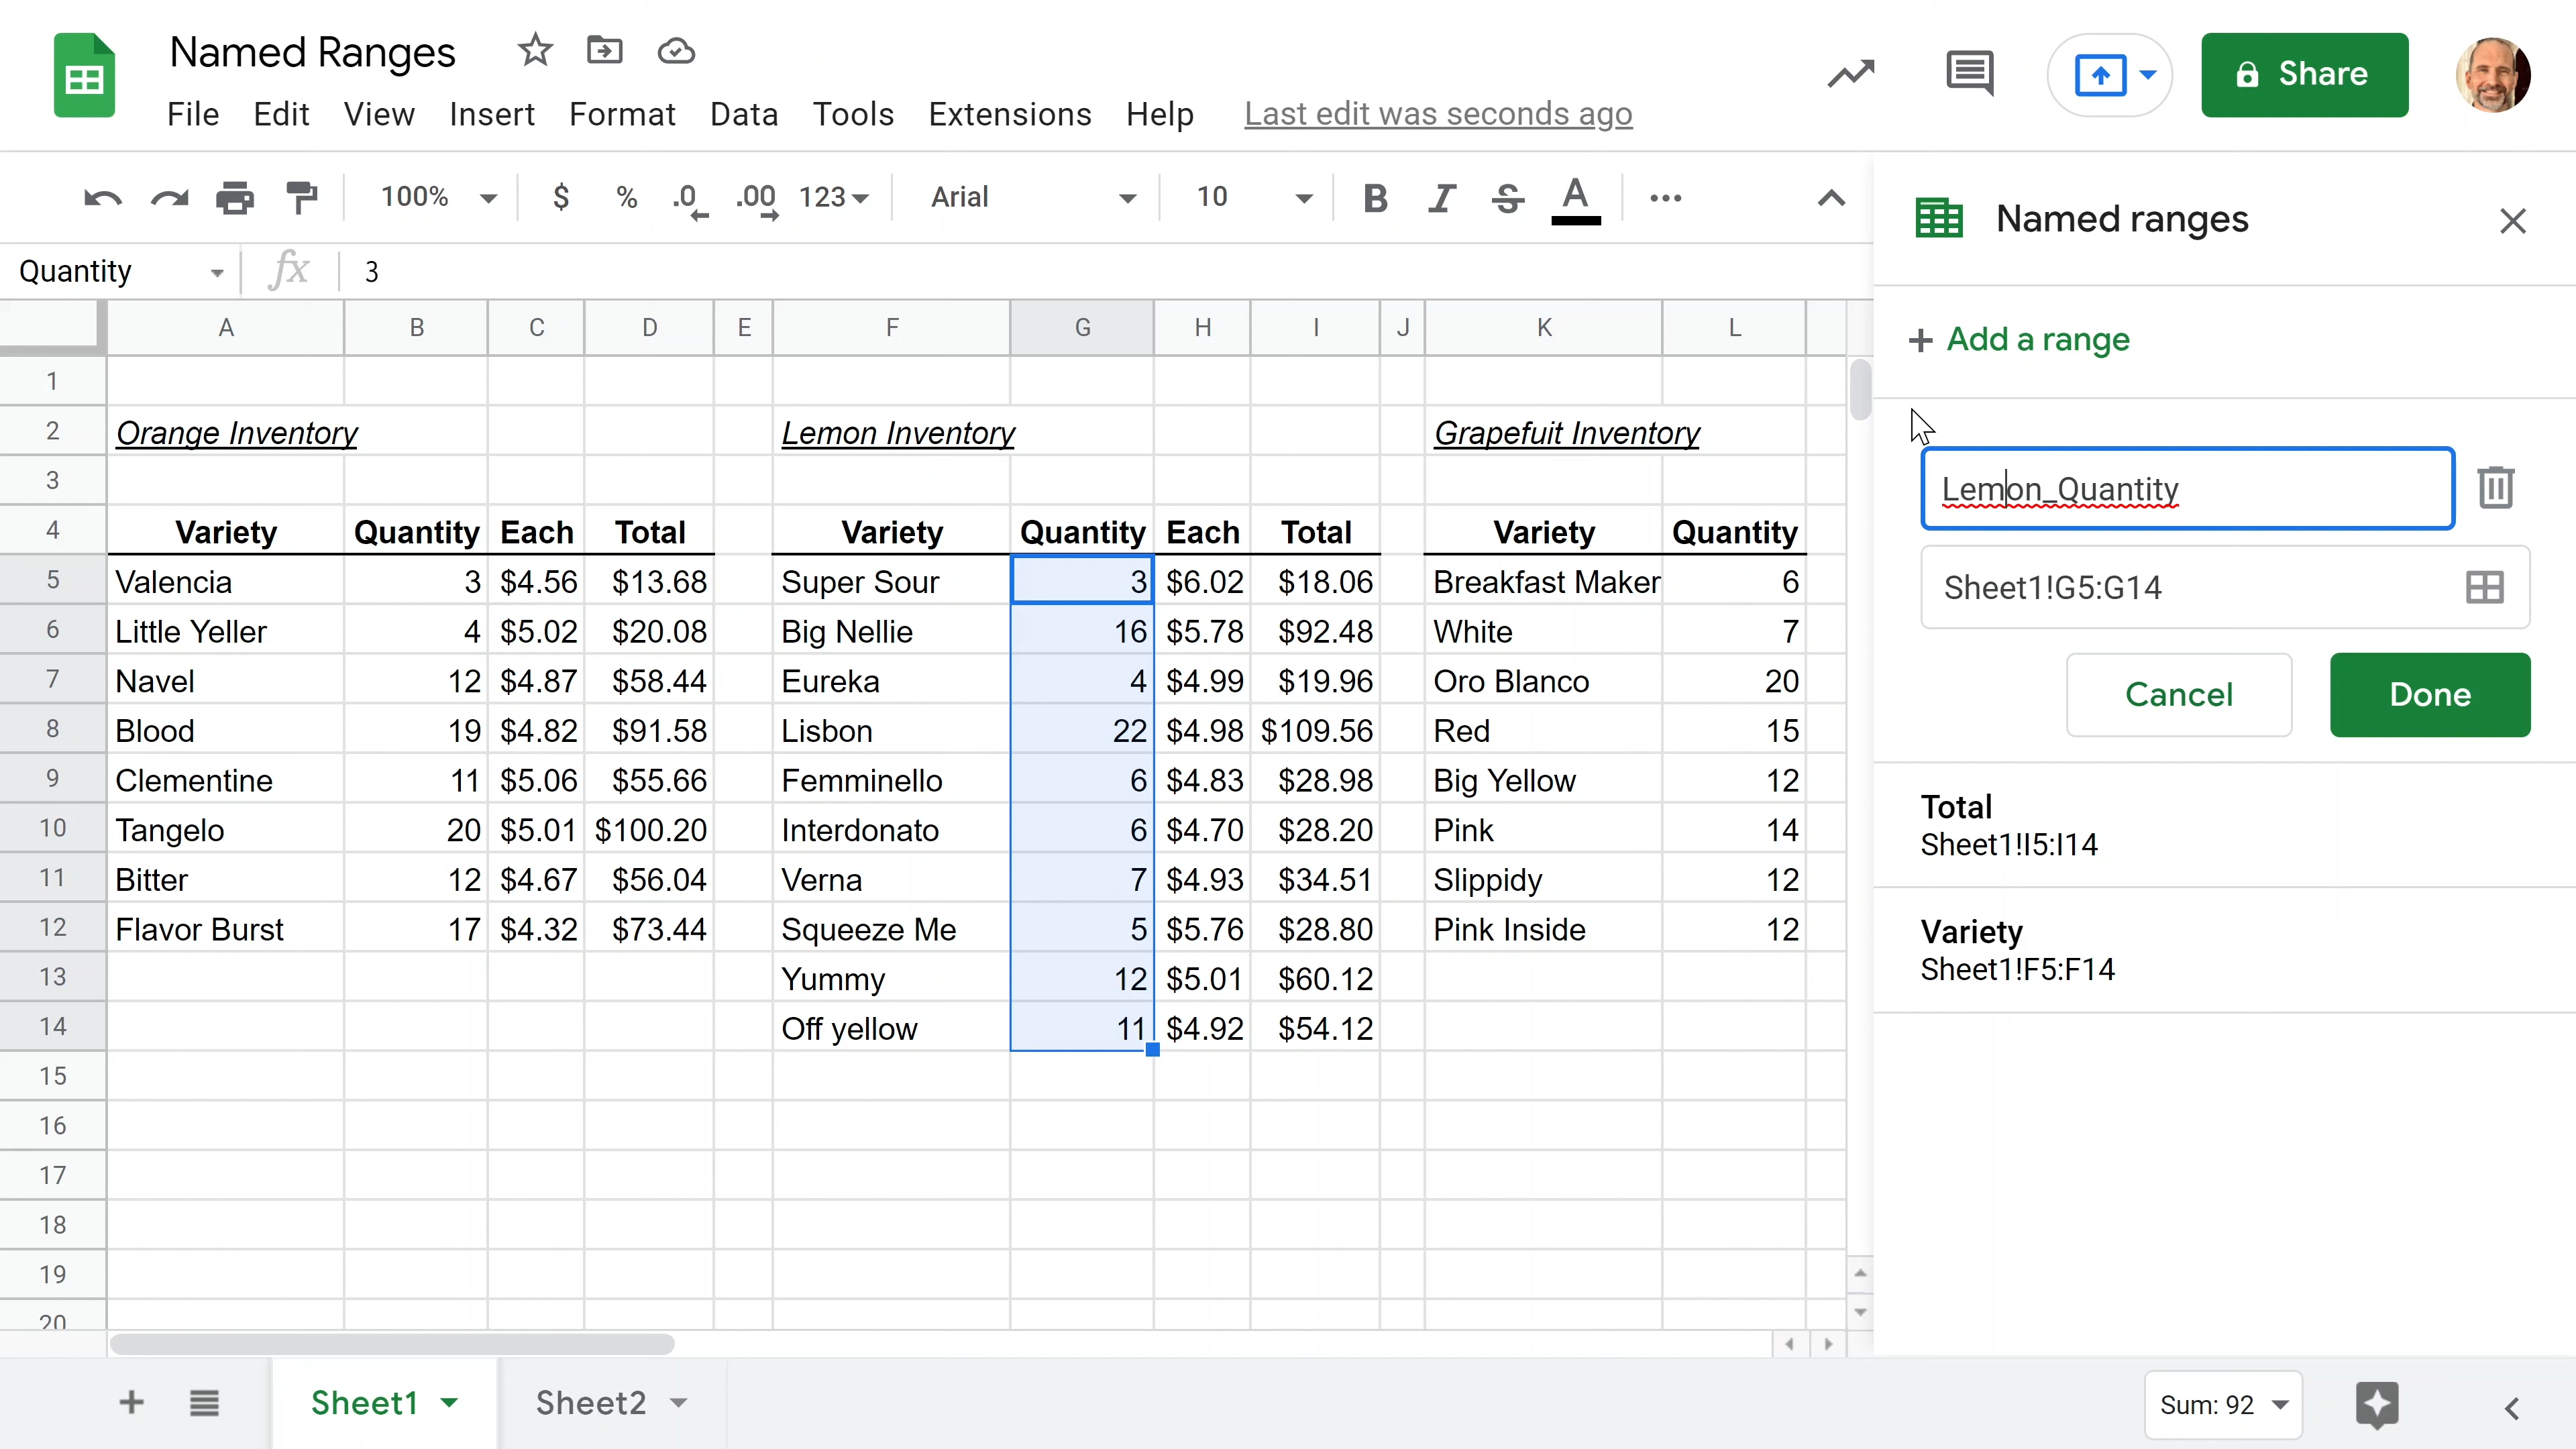 Named Ranges
File Edit View Insert Format Data Tools Extensions Help Last edit was seconds ago
Share
100% $ % .0 .00 123 Arial 10 B I S A
Quantity fx 3
A B C D E F G H I J K L
1
2 Orange Inventory Lemon Inventory Grapefuit Inventory
3
4 Variety Quantity Each Total Variety Quantity Each Total Variety Quantity
5 Valencia 3 $4.56 $13.68 Super Sour 3 $6.02 $18.06 Breakfast Maker 6
6 Little Yeller 4 $5.02 $20.08 Big Nellie 16 $5.78 $92.48 White 7
7 Navel 12 $4.87 $58.44 Eureka 4 $4.99 $19.96 Oro Blanco 20
8 Blood 19 $4.82 $91.58 Lisbon 22 $4.98 $109.56 Red 15
9 Clementine 11 $5.06 $55.66 Femminello 6 $4.83 $28.98 Big Yellow 12
10 Tangelo 20 $5.01 $100.20 Interdonato 6 $4.70 $28.20 Pink 14
11 Bitter 12 $4.67 $56.04 Verna 7 $4.93 $34.51 Slippidy 12
12 Flavor Burst 17 $4.32 $73.44 Squeeze Me 5 $5.76 $28.80 Pink Inside 12
13 Yummy 12 $5.01 $60.12
14 Off yellow 11 $4.92 $54.12
15
16
17
18
19
20
Named ranges
+ Add a range
Lemon_Quantity
Sheet1!G5:G14
Cancel Done
Total
Sheet1!I5:I14
Variety
Sheet1!F5:F14
Sheet1 Sheet2 Sum: 92